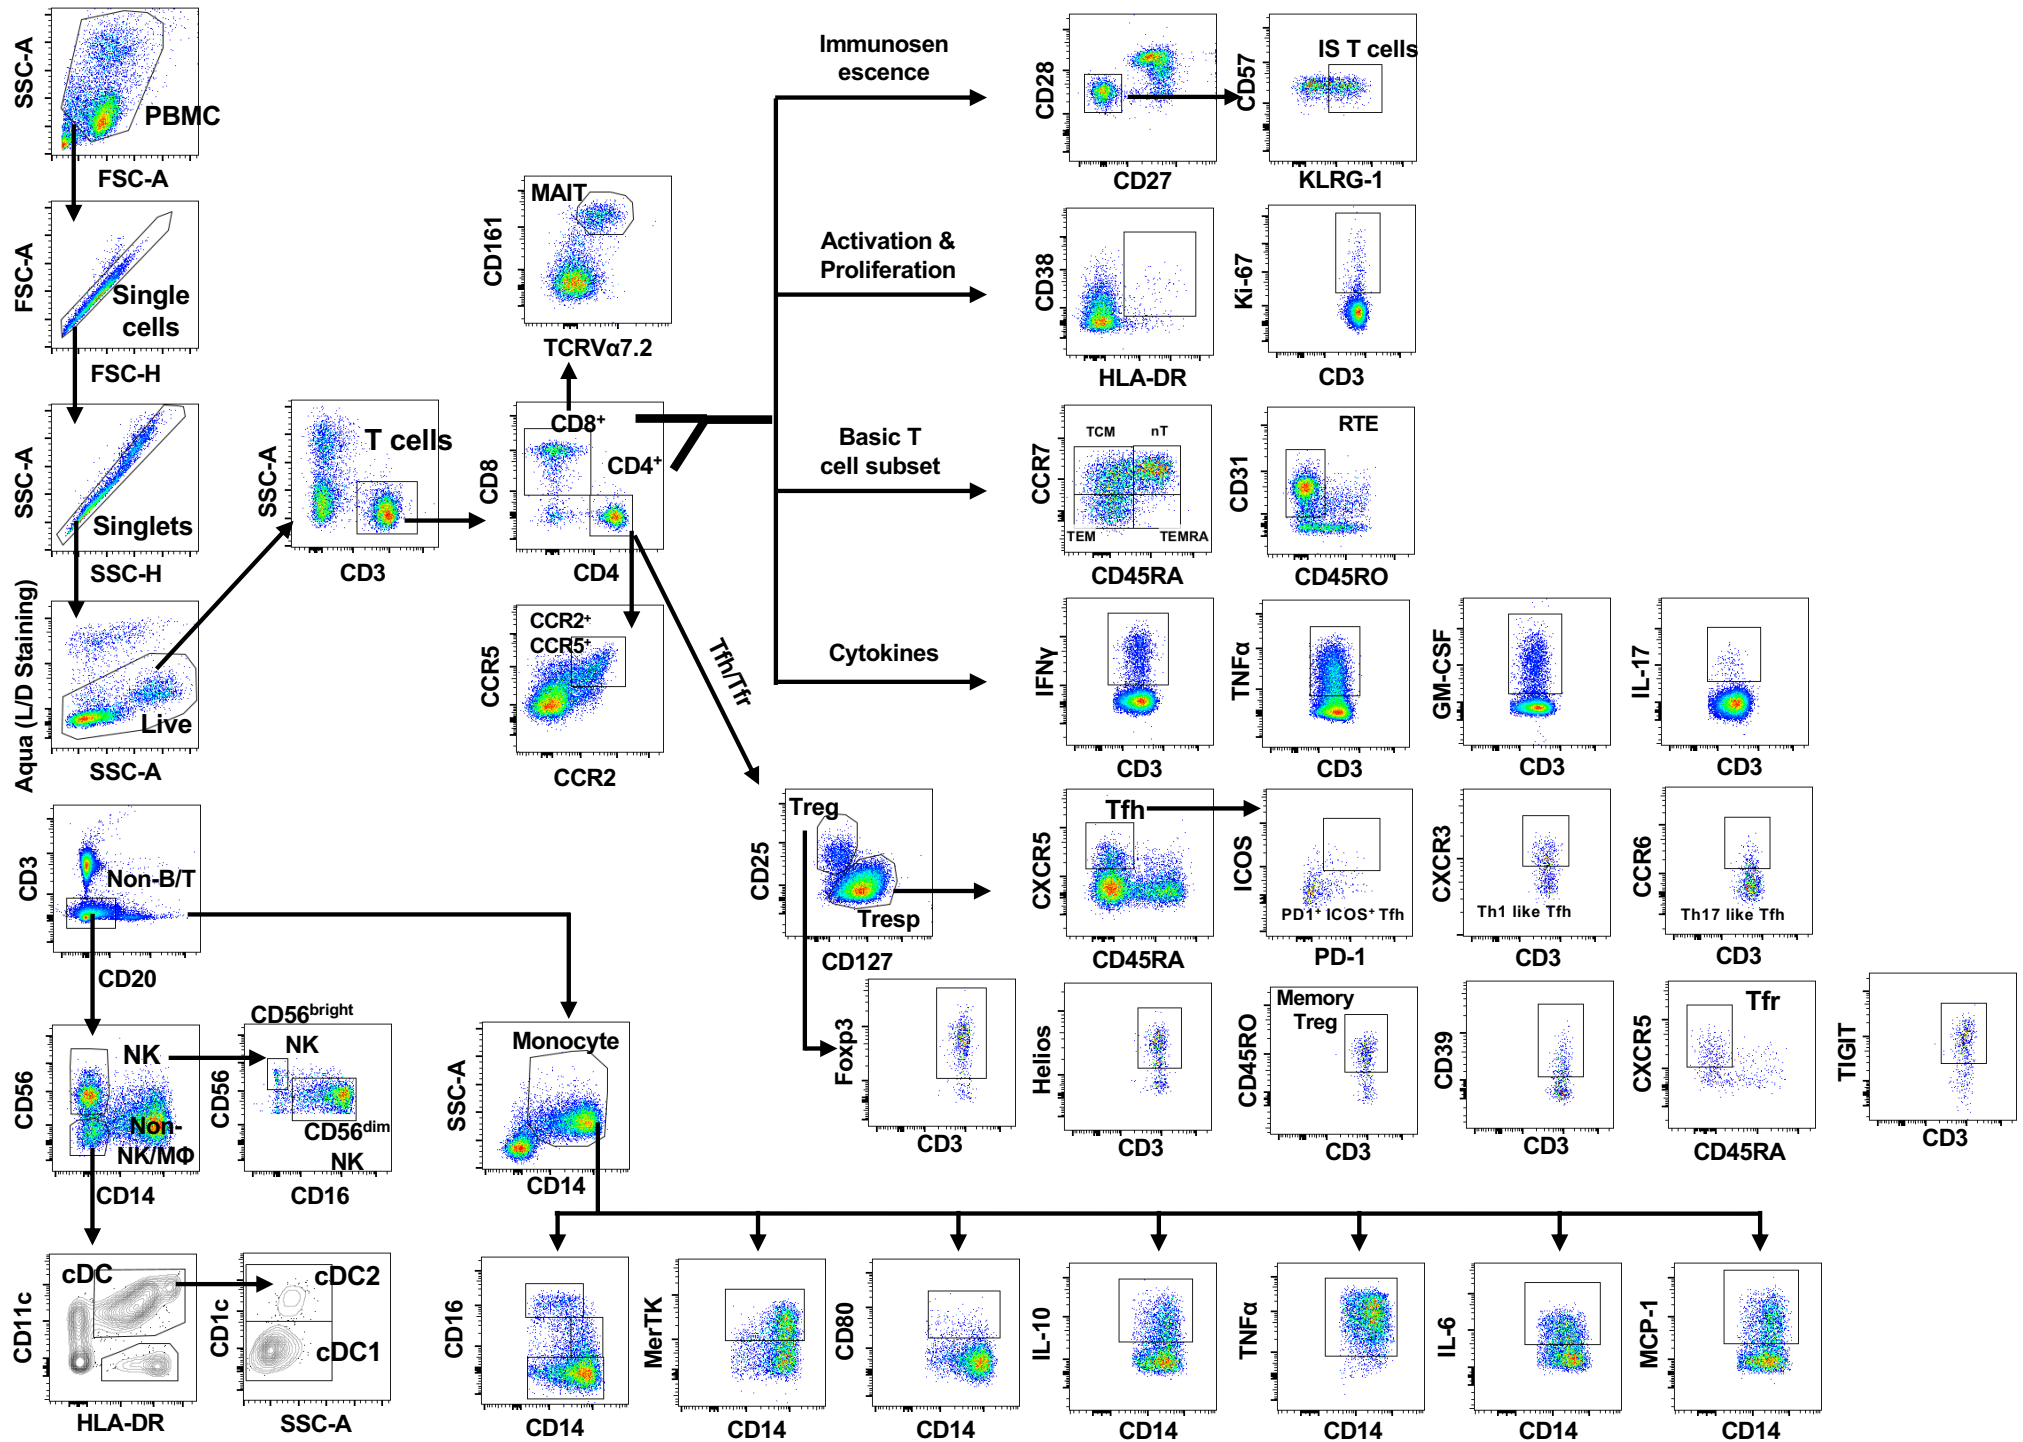 SSC-A
PBMC
FSC-A
FSC-A
Single
cells
FSC-H
SSC-A
Singlets
SSC-H
Aqua (L/D Staining)
Live
SSC-A
SSC-A
T cells
CD3
CD161
MAIT
TCRVα7.2
CD8
CD8⁺
CD4⁺
CD4
CCR5
CCR2⁺
CCR5⁺
CCR2
Tfh/Tfr
Immunosen
escence
CD28
CD27
CD57
IS T cells
KLRG-1
Activation &
Proliferation
CD38
HLA-DR
Ki-67
CD3
Basic T
cell subset
CCR7
TCM
nT
TEM
TEMRA
CD45RA
CD31
RTE
CD45RO
Cytokines
IFNγ
CD3
TNFα
CD3
GM-CSF
CD3
IL-17
CD3
CD25
Treg
Tresp
CD127
CXCR5
Tfh
CD45RA
ICOS
PD1⁺ ICOS⁺ Tfh
PD-1
CXCR3
Th1 like Tfh
CD3
CCR6
Th17 like Tfh
CD3
Foxp3
CD3
Helios
CD3
CD45RO
Memory
Treg
CD3
CD39
CD3
CXCR5
Tfr
CD45RA
TIGIT
CD3
CD3
Non-B/T
CD20
CD56
NK
Non-
NK/MΦ
CD14
CD56
CD56bright
NK
CD56dim
NK
CD16
SSC-A
Monocyte
CD14
CD11c
cDC
HLA-DR
CD1c
cDC2
cDC1
SSC-A
CD16
CD14
MerTK
CD14
CD80
CD14
IL-10
CD14
TNFα
CD14
IL-6
CD14
MCP-1
CD14